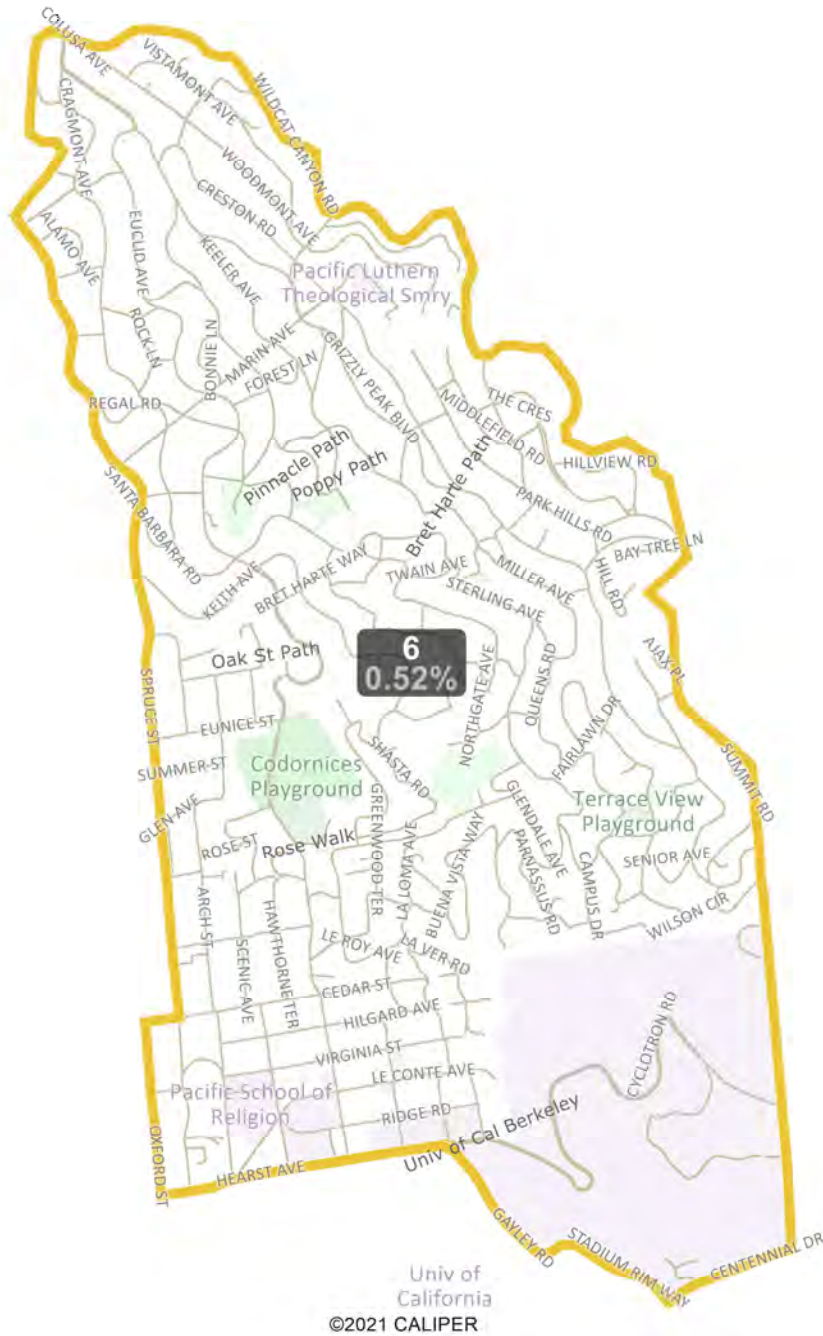 COLUSA AVE
VISTAMONT AVE
WILDCAT CANYON RD
CRAGMONT AVE
WOODMONT AVE
CRESTON RD
ALAMO AVE
EUCLID AVE
KEELER AVE
Pacific Luthern
Theological Smry
ROCK LN
BONNIE LN
MARIN AVE
FOREST LN
GRIZZLY PEAK BLVD
REGAL RD
THE CRES
MIDDLEFIELD RD
HILLVIEW RD
Pinnacle Path
Poppy Path
Bret Harte Path
SANTA BARBARA RD
PARK HILLS RD
BAY TREE LN
KEITH AVE
BRET HARTE WAY
TWAIN AVE
MILLER AVE
HILL RD
STERLING AVE
Oak St Path
6
0.52%
AJAX PL
SPRUCE ST
NORTHGATE AVE
QUEENS RD
EUNICE ST
FAIRLAWN DR
SUMMER ST
Codornices
Playground
SHASTA RD
SUMMIT RD
GLEN AVE
GREENWOOD TER
GLENDALE AVE
Terrace View
Playground
ROSE ST
Rose Walk
LA LOMA AVE
BUENA VISTA WAY
PARNASSUS RD
CAMPUS DR
SENIOR AVE
ARCH ST
SCENIC AVE
HAWTHORNE TER
WILSON CIR
LE ROY AVE
LA VER RD
CEDAR ST
HILGARD AVE
VIRGINIA ST
CYCLOTRON RD
LE CONTE AVE
Pacific School of
Religion
RIDGE RD
Univ of Cal Berkeley
OXFORD ST
HEARST AVE
GAYLEY RD
STADIUM RIM WAY
CENTENNIAL DR
Univ of
California
©2021 CALIPER